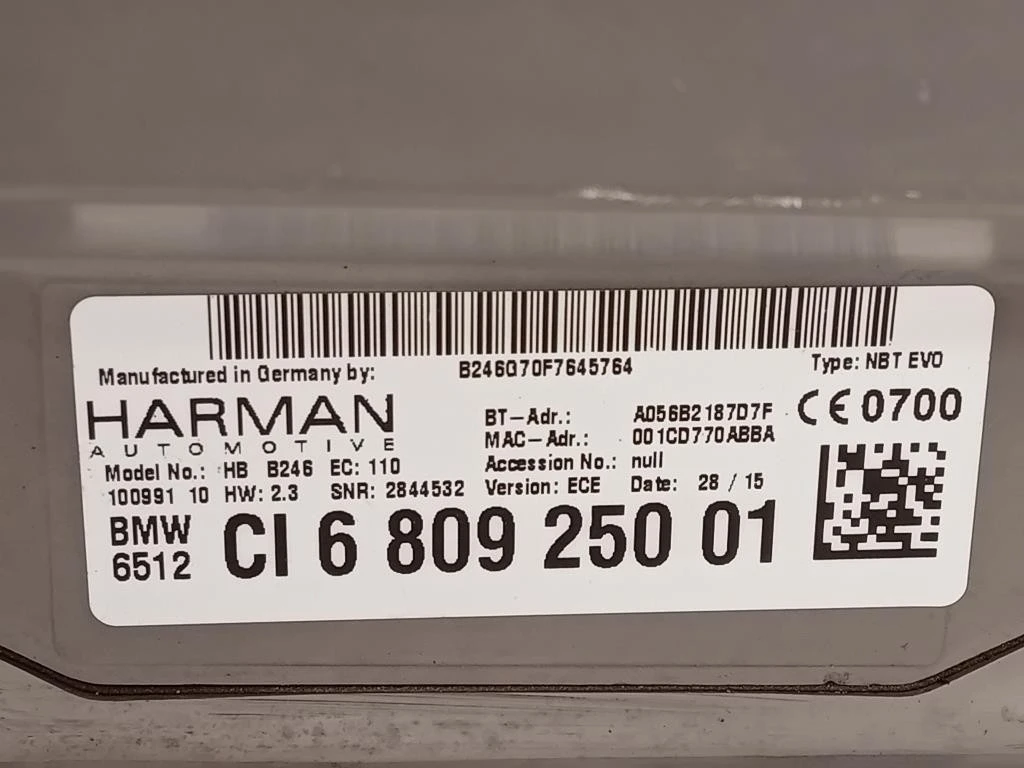 Manufactured in Germany by: B246G70F7645764 Type: NBT EVO
HARMAN BT-Adr.: A056B2187D7F CE 0700
AUTOMOTIVE MAC-Adr.: 001CD770ABBA
Model No.: HB B246 EC: 110 Accession No.: null
100991 10 HW: 2.3 SNR: 2844532 Version: ECE Date: 28 / 15
BMW CI 6 809 250 01
6512